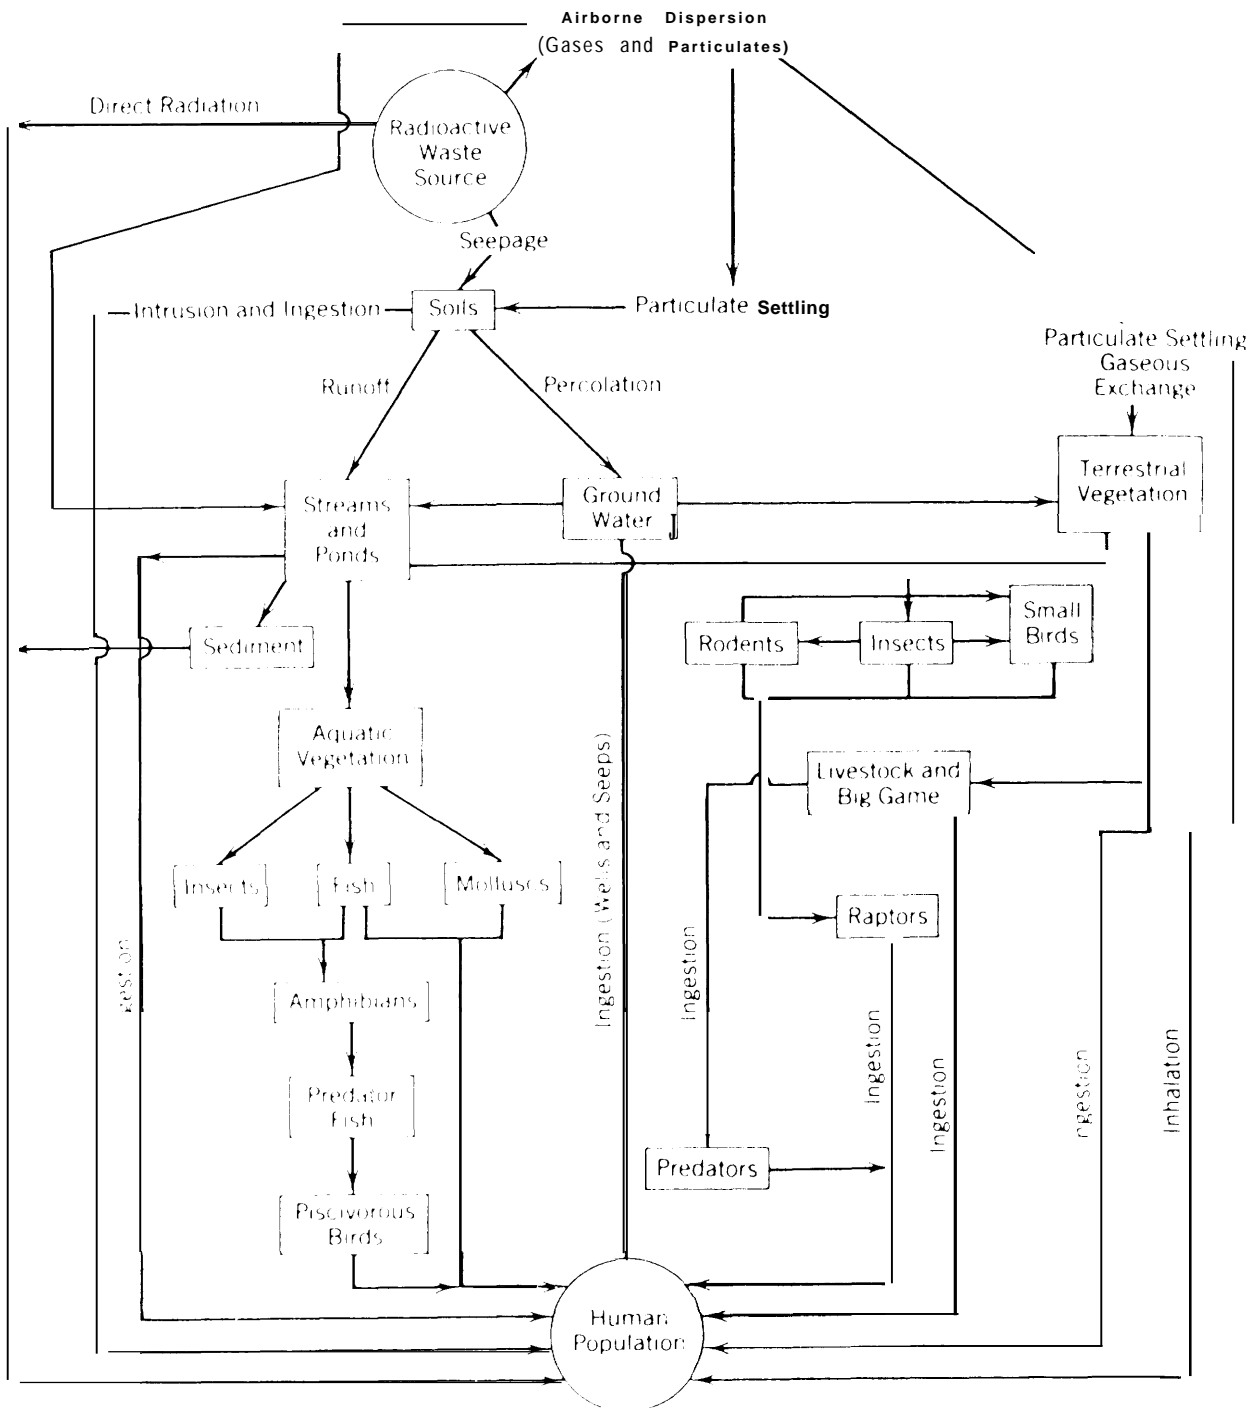 Airborne Dispersion
(Gases and Particulates)
Direct Radiation
Radioactive
Waste
Source
Seepage
Intrusion and Ingestion
Soils
Particulate Settling
Particulate Settling
Gaseous
Exchange
Runoff
Percolation
Streams
and
Ponds
Ground
Water
Terrestrial
Vegetation
Sediment
Rodents
Insects
Small
Birds
Aquatic
Vegetation
Livestock and
Big Game
Insects
Fish
Molluscs
Raptors
gestion
Ingestion (Wells and Seeps)
Ingestion
Ingestion
Ingestion
ngestion
Inhalation
Amphibians
Predator
Fish
Predators
Piscivorous
Birds
Human
Population